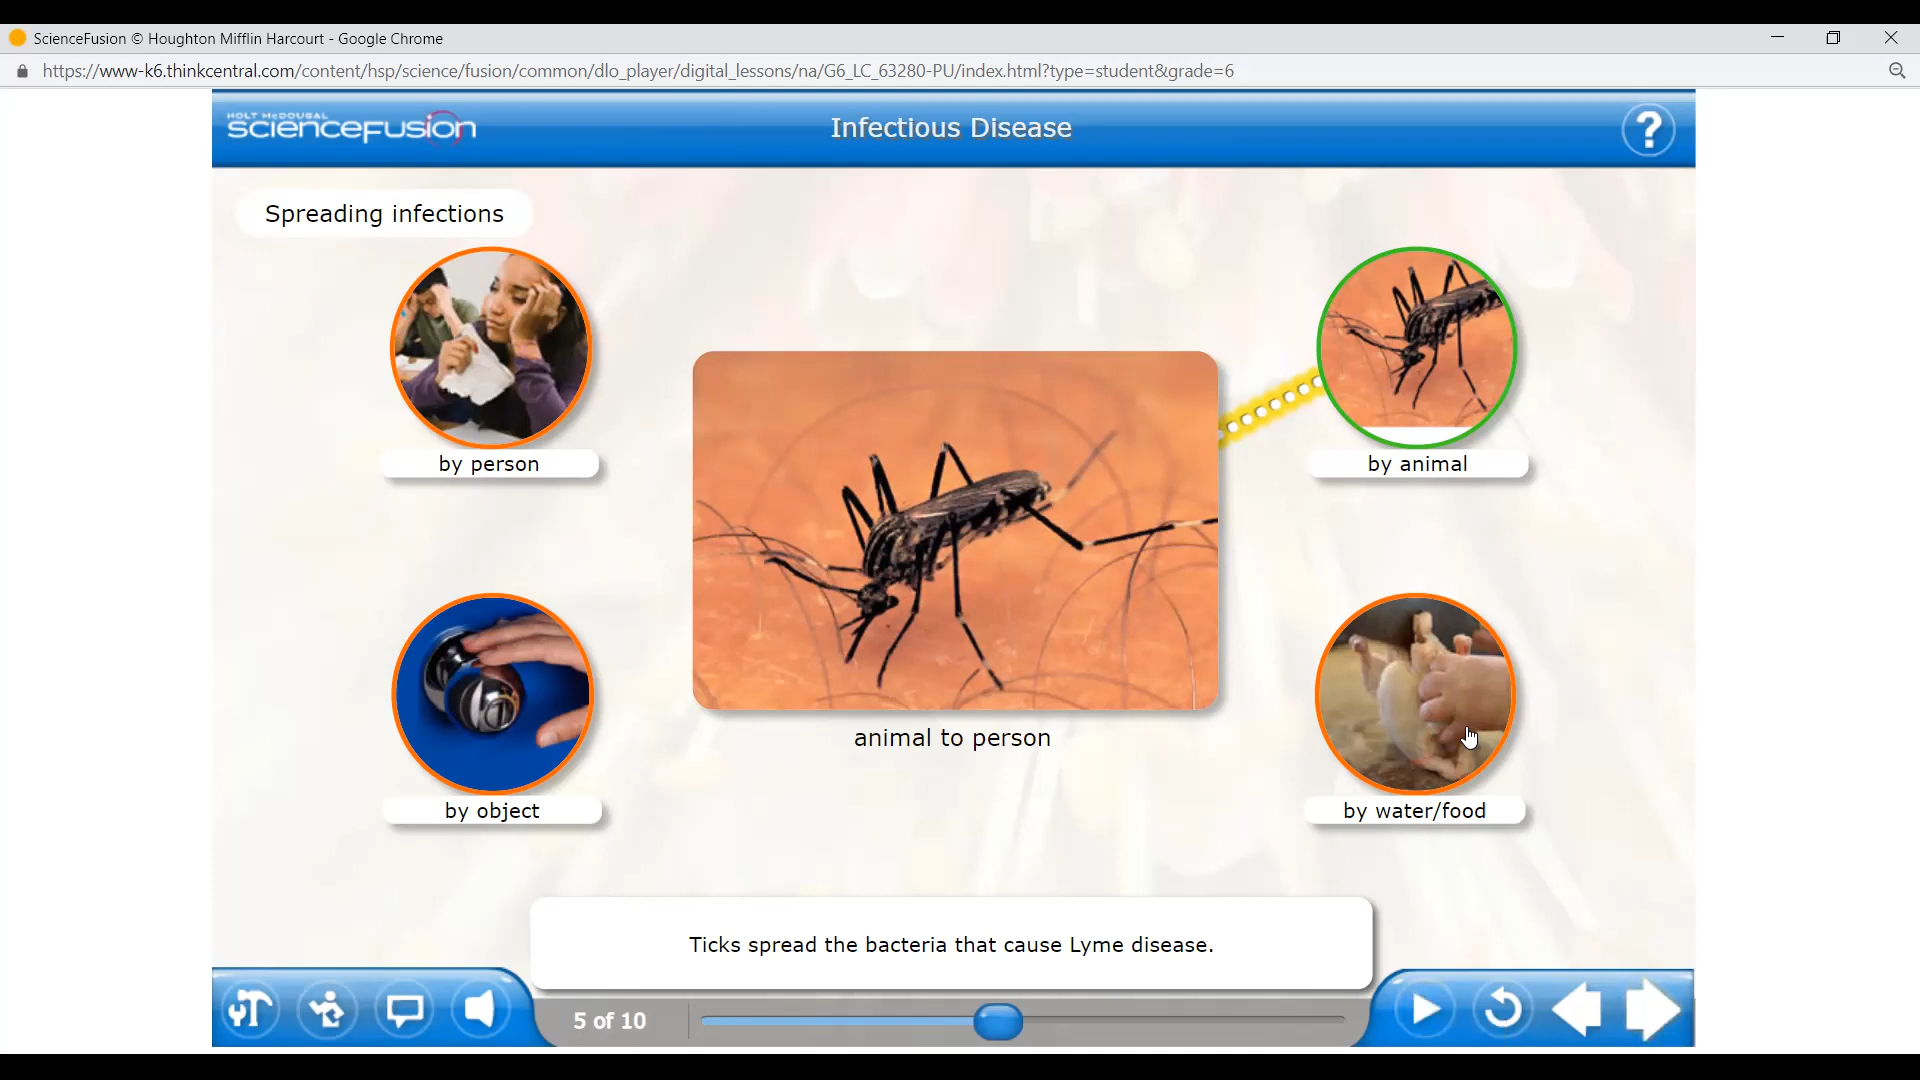 ScienceFusion © Houghton Mifflin Harcourt - Google Chrome
https://www-k6.thinkcentral.com/content/hsp/science/fusion/common/dlo_player/digital_lessons/na/G6_LC_63280-PU/index.html?type=student&grade=6
HOLT McDOUGAL
SCIENCEFUSION
Infectious Disease
?
Spreading infections
by person
by animal
animal to person
by object
by water/food
Ticks spread the bacteria that cause Lyme disease.
5 of 10